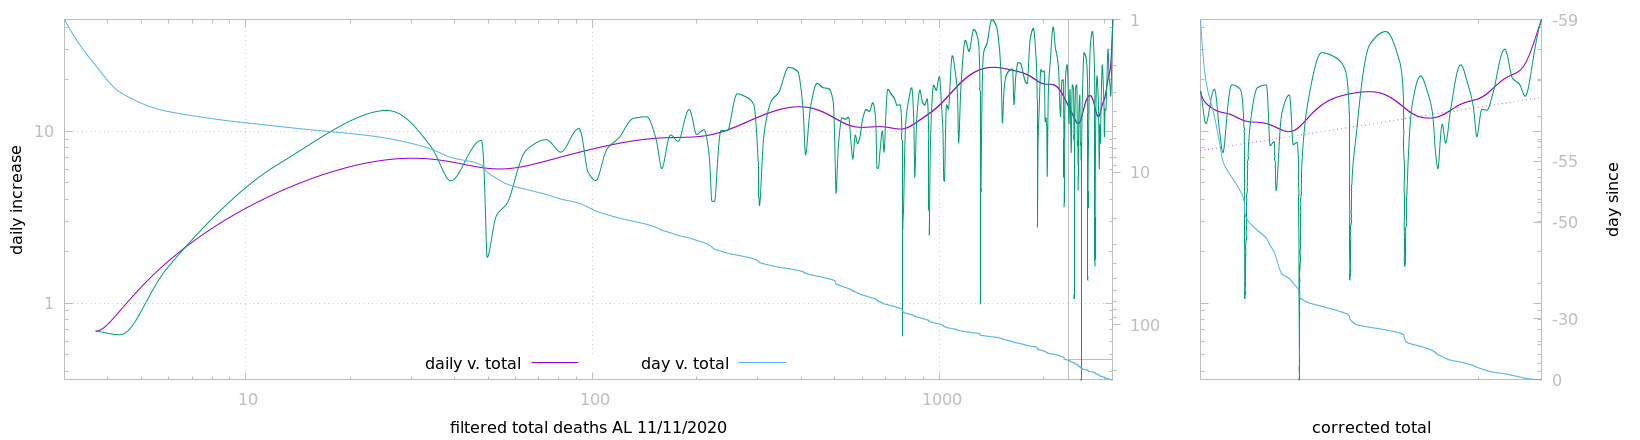 1
-59
10
-55
10
-50
daily increase
day since
1
-30
100
daily v. total
day v. total
0
10
100
1000
filtered total deaths AL 11/11/2020
corrected total